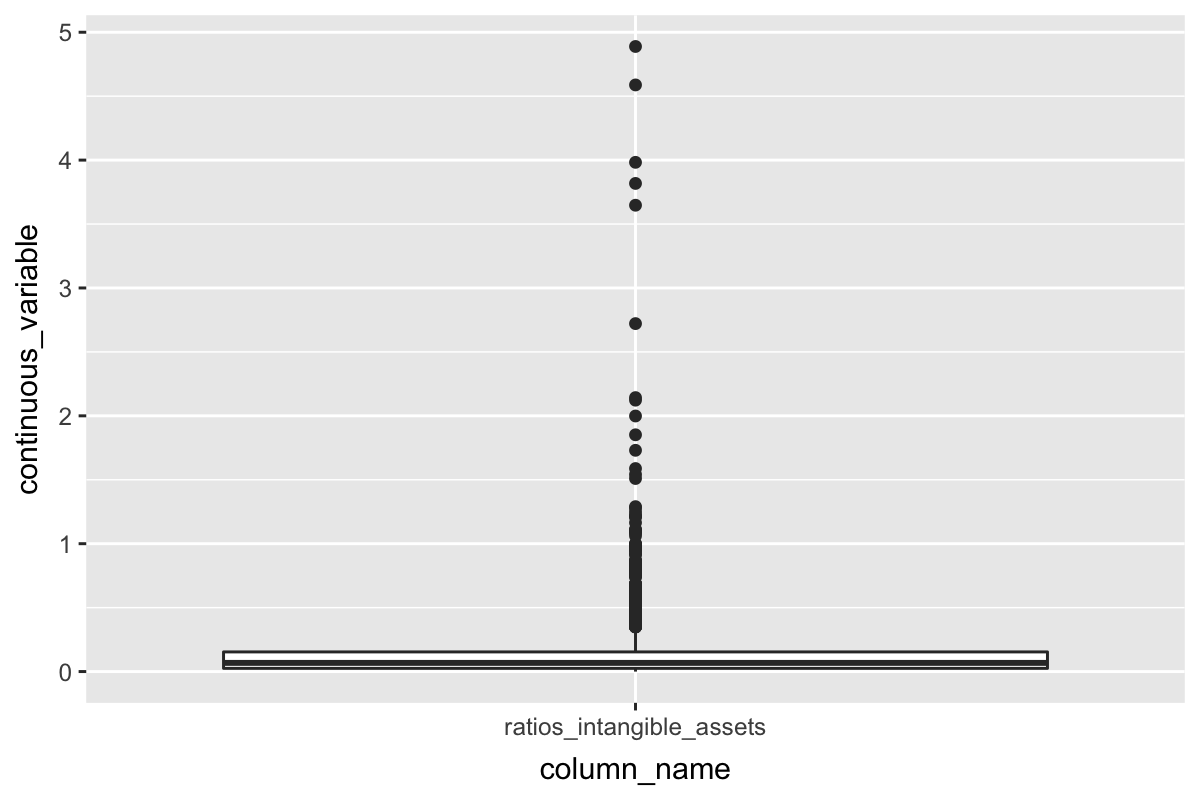 continuous_variable
5
4
3
2
1
0
ratios_intangible_assets
column_name